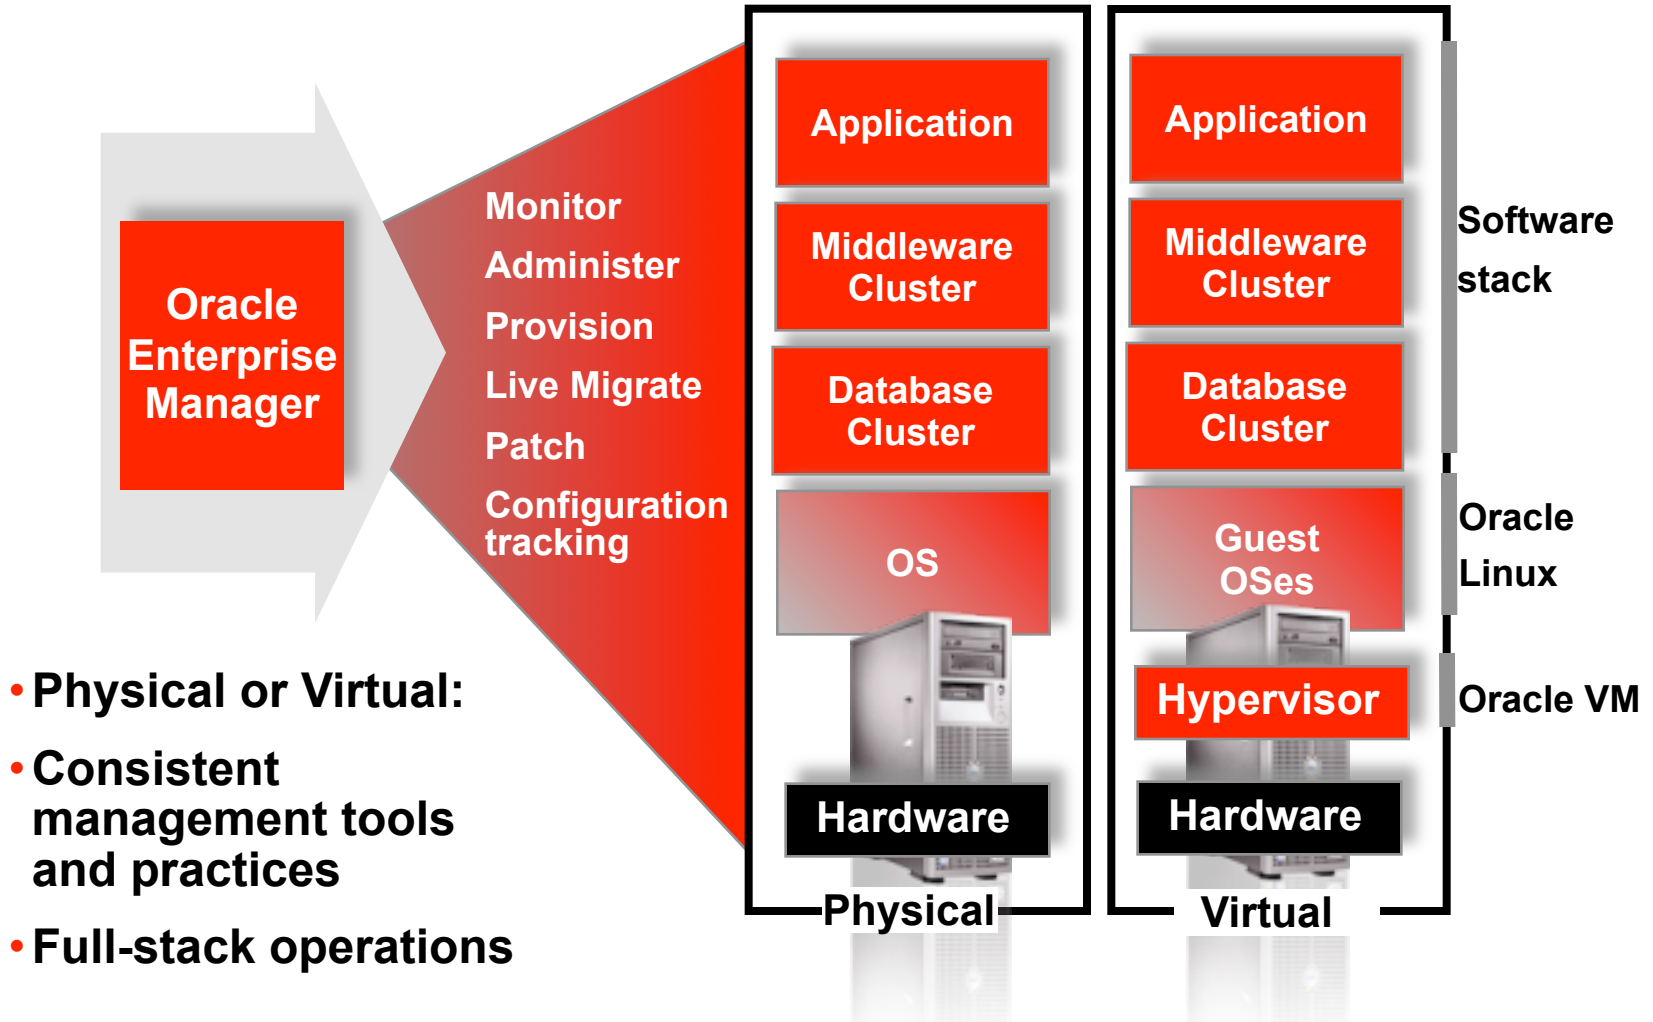 Oracle
Enterprise
Manager
Monitor
Administer
Provision
Live Migrate
Patch
Configuration
tracking
Application
Middleware
Cluster
Database
Cluster
OS
Hardware
Physical
Application
Middleware
Cluster
Database
Cluster
Guest
OSes
Hypervisor
Hardware
Virtual
Software
stack
Oracle
Linux
Oracle VM
• Physical or Virtual:
• Consistent
management tools
and practices
• Full-stack operations